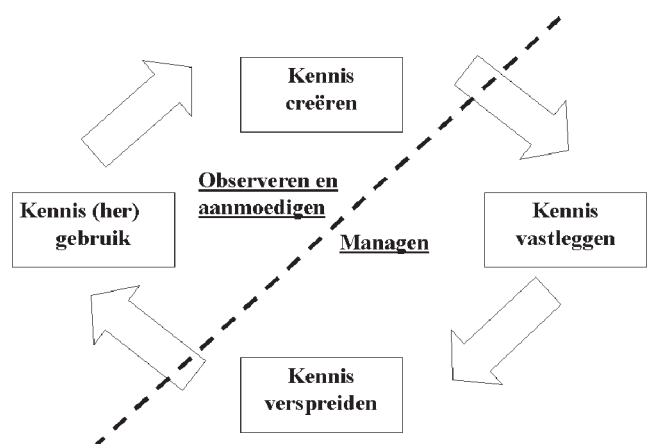 Kennis
creëren
Observeren en
aanmoedigen
Kennis (her)
gebruik
Managen
Kennis
vastleggen
Kennis
verspreiden